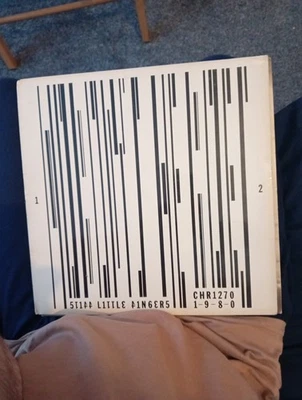 1
2
STIFF LITTLE FINGERS
CHR1270
1-9-8-0